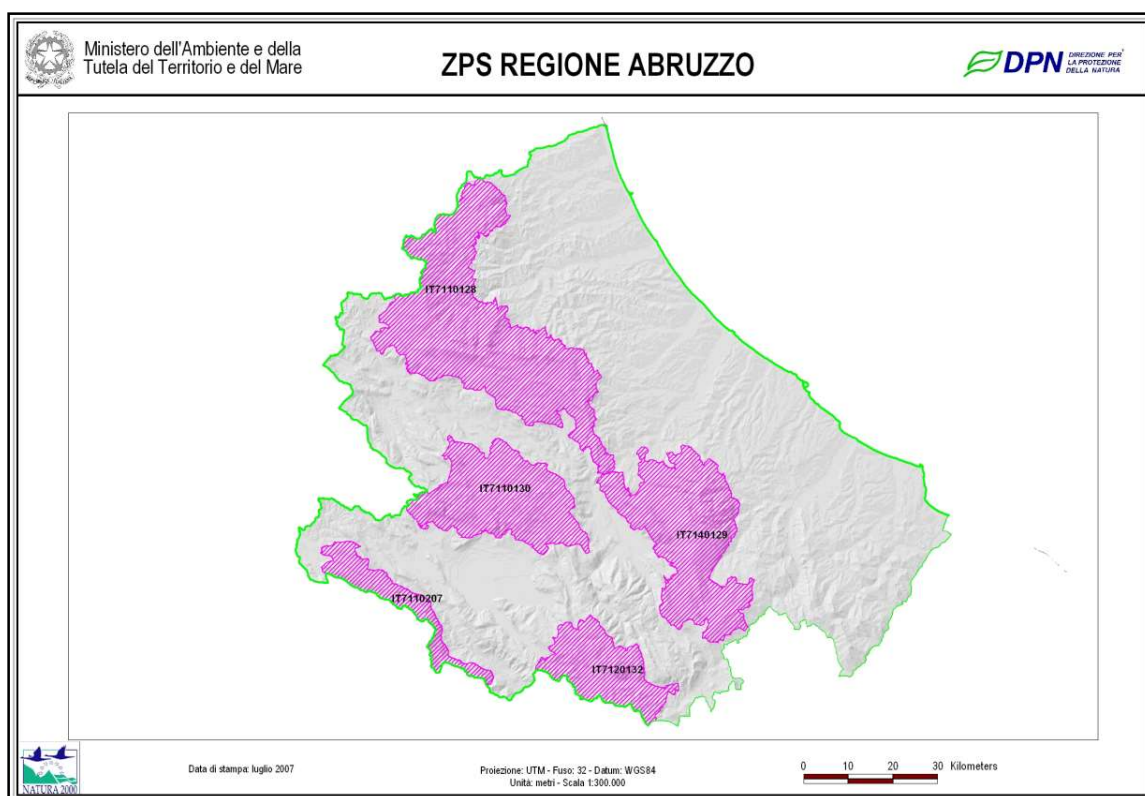 Ministero dell'Ambiente e della
Tutela del Territorio e del Mare
ZPS REGIONE ABRUZZO
DPN DIREZIONE PER
LA PROTEZIONE
DELLA NATURA
IT7110128
IT7110130
IT7140129
IT7110207
IT7120132
NATURA 2000
Data di stampa: luglio 2007
Proiezione: UTM - Fuso: 32 - Datum: WGS84
Unità: metri - Scala 1:300.000
0 10 20 30 Kilometers